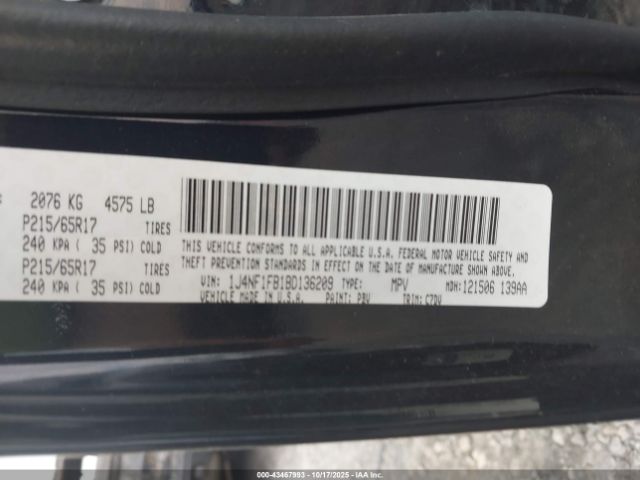 2076 KG 4575 LB
P215/65R17 TIRES
240 KPA ( 35 PSI) COLD
P215/65R17 TIRES
240 KPA ( 35 PSI) COLD
THIS VEHICLE CONFORMS TO ALL APPLICABLE U.S.A. FEDERAL MOTOR VEHICLE SAFETY AND
THEFT PREVENTION STANDARDS IN EFFECT ON THE DATE OF MANUFACTURE SHOWN ABOVE.
VIN: 1J4NF1FB1BD136209 TYPE: MPV MDH: 121506 139AA
VEHICLE MADE IN U.S.A. PAINT: PBV TRIM: C7DV
000-43467993 - 10/17/2025 - IAAI.COM